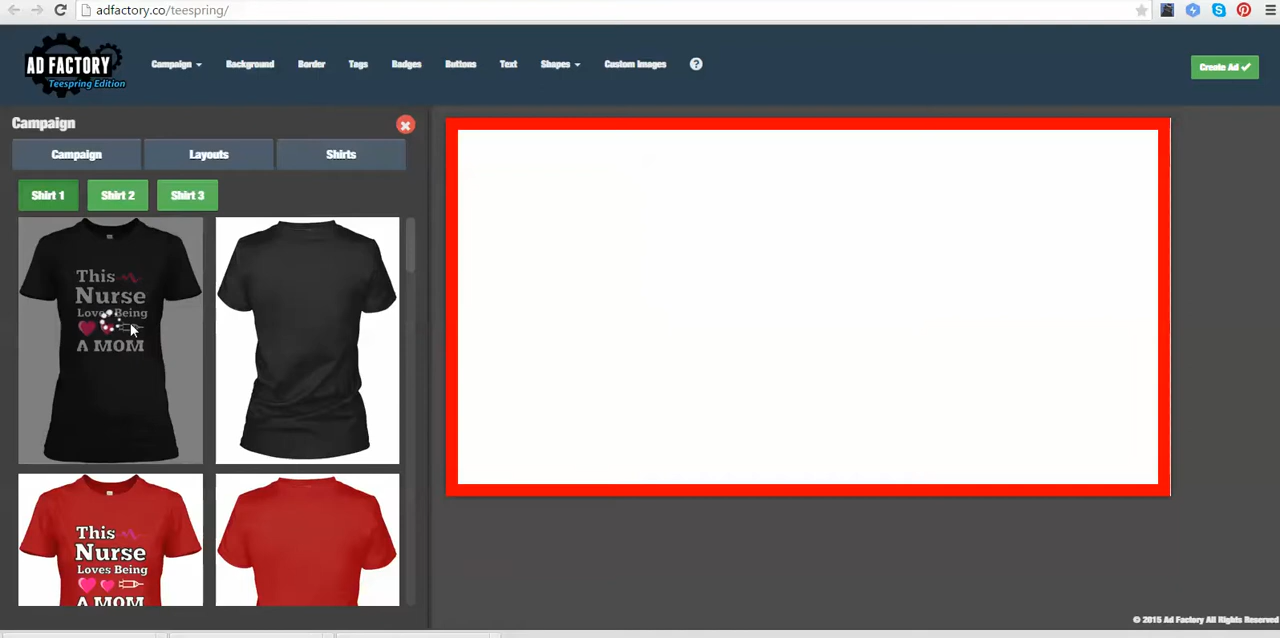 adfactory.co/teespring/
AD FACTORY
Teespring Edition
Campaign
Background
Border
Tags
Badges
Buttons
Text
Shapes
Custom Images
?
Create Ad ✓
Campaign
Campaign
Layouts
Shirts
Shirt 1
Shirt 2
Shirt 3
This
Nurse
Loves Being
A MOM
This
Nurse
Loves Being
A MOM
© 2015 Ad Factory All Rights Reserved